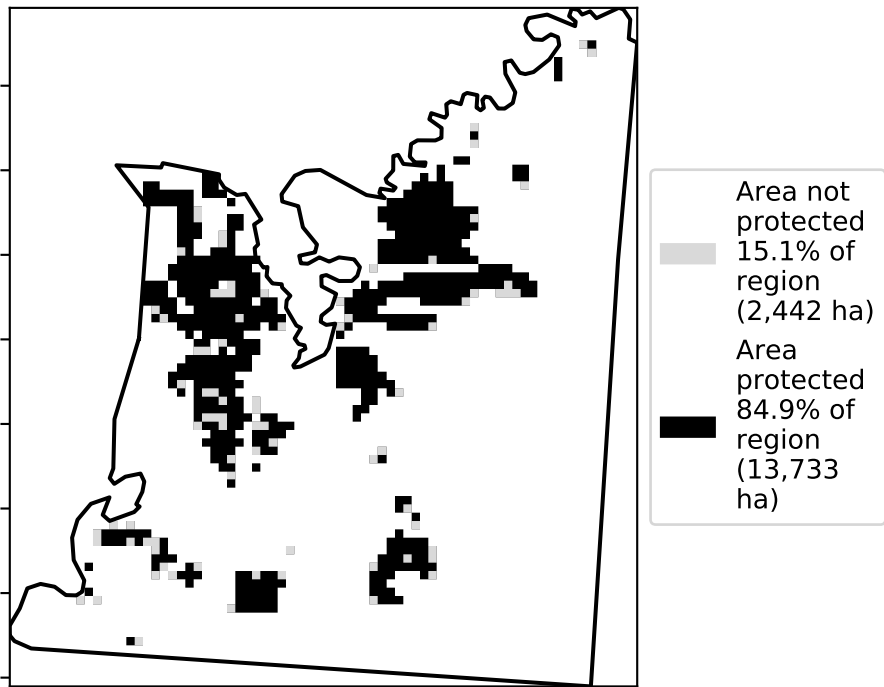 Area not
protected
15.1% of
region
(2,442 ha)
Area
protected
84.9% of
region
(13,733
ha)